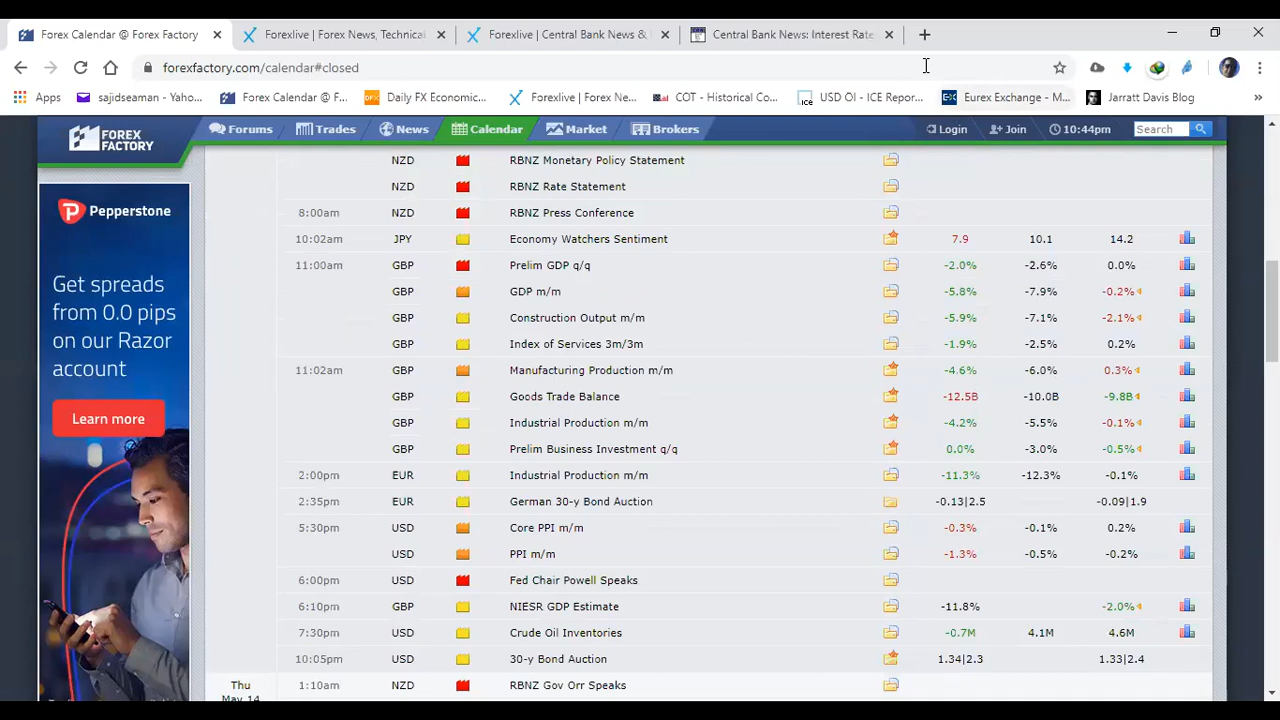 Forex Calendar @ Forex Factory
Forexlive | Forex News, Technical
Forexlive | Central Bank News &
Central Bank News: Interest Rate
forexfactory.com/calendar#closed
Apps
sajidseaman - Yahoo...
Forex Calendar @ F...
DFX
Daily FX Economic...
Forexlive | Forex Ne...
COT - Historical Co...
ice
USD OI - ICE Repor...
Eurex Exchange - M...
Jarratt Davis Blog
»
FOREX FACTORY
Forums
Trades
News
Calendar
Market
Brokers
Login
Join
10:44pm
Search
Pepperstone
Get spreads
from 0.0 pips
on our Razor
account
Learn more
NZD RBNZ Monetary Policy Statement
NZD RBNZ Rate Statement
8:00am NZD RBNZ Press Conference
10:02am JPY Economy Watchers Sentiment 7.9 10.1 14.2
11:00am GBP Prelim GDP q/q -2.0% -2.6% 0.0%
GBP GDP m/m -5.8% -7.9% -0.2%
GBP Construction Output m/m -5.9% -7.1% -2.1%
GBP Index of Services 3m/3m -1.9% -2.5% 0.2%
11:02am GBP Manufacturing Production m/m -4.6% -6.0% 0.3%
GBP Goods Trade Balance -12.5B -10.0B -9.8B
GBP Industrial Production m/m -4.2% -5.5% -0.1%
GBP Prelim Business Investment q/q 0.0% -3.0% -0.5%
2:00pm EUR Industrial Production m/m -11.3% -12.3% -0.1%
2:35pm EUR German 30-y Bond Auction -0.13|2.5 -0.09|1.9
5:30pm USD Core PPI m/m -0.3% -0.1% 0.2%
USD PPI m/m -1.3% -0.5% -0.2%
6:00pm USD Fed Chair Powell Speaks
6:10pm GBP NIESR GDP Estimate -11.8% -2.0%
7:30pm USD Crude Oil Inventories -0.7M 4.1M 4.6M
10:05pm USD 30-y Bond Auction 1.34|2.3 1.33|2.4
Thu 1:10am NZD RBNZ Gov Orr Speaks
May 14